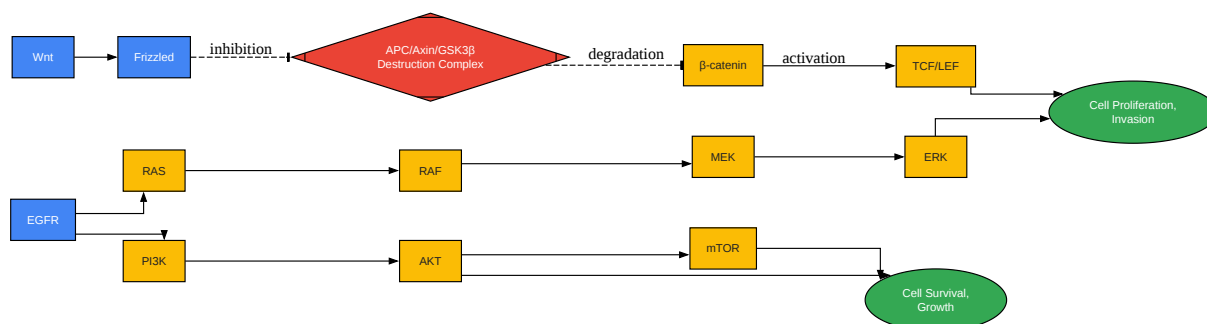 Wnt
Frizzled
inhibition
APC/Axin/GSK3β
Destruction Complex
degradation
β-catenin
activation
TCF/LEF
Cell Proliferation,
Invasion
RAS
RAF
MEK
ERK
EGFR
PI3K
AKT
mTOR
Cell Survival,
Growth